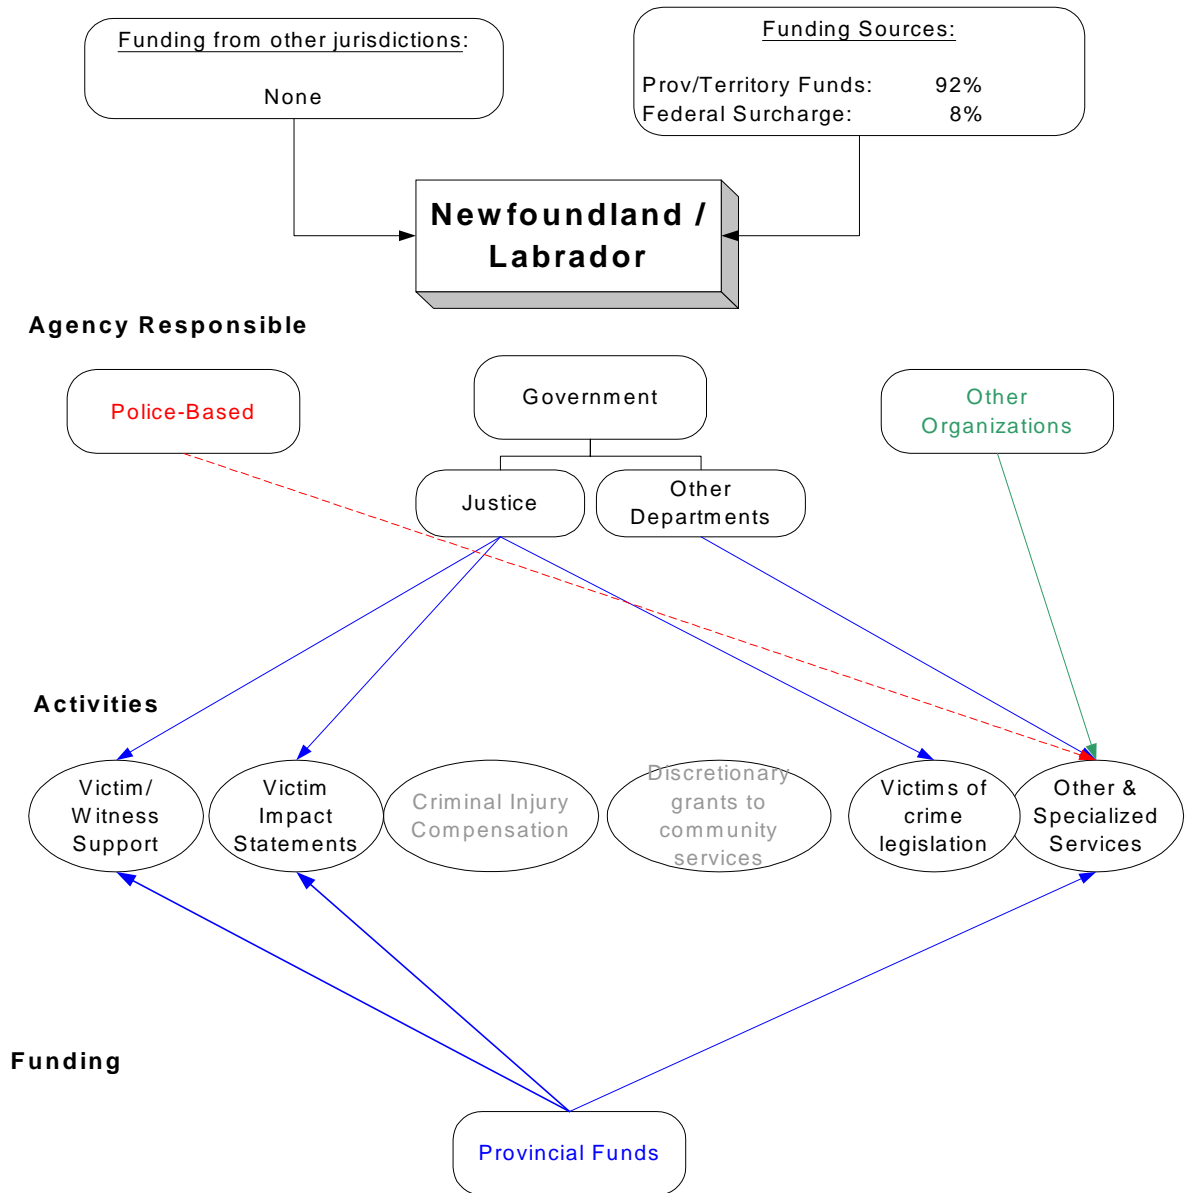 Funding from other jurisdictions:
None
Funding Sources:
Prov/Territory Funds: 92%
Federal Surcharge: 8%
Newfoundland /
Labrador
Agency Responsible
Police-Based
Government
Other
Organizations
Justice
Other
Departments
Activities
Victim/
Witness
Support
Victim
Impact
Statements
Criminal Injury
Compensation
Discretionary
grants to
community
services
Victims of
crime
legislation
Other &
Specialized
Services
Funding
Provincial Funds